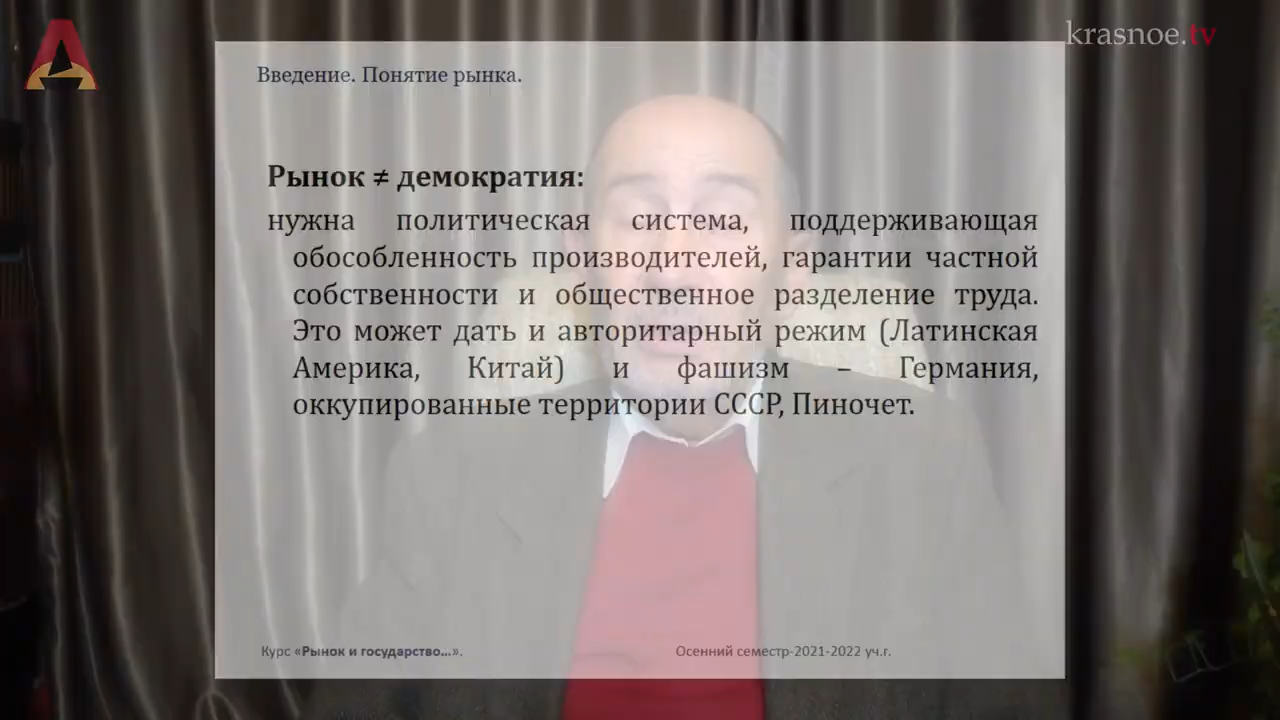 krasnoe.tv
Введение. Понятие рынка.
Рынок ≠ демократия:
нужна политическая система, поддерживающая
обособленность производителей, гарантии частной
собственности и общественное разделение труда.
Это может дать и авторитарный режим (Латинская
Америка, Китай) и фашизм – Германия,
оккупированные территории СССР, Пиночет.
Курс «Рынок и государство...».
Осенний семестр-2021-2022 уч.г.